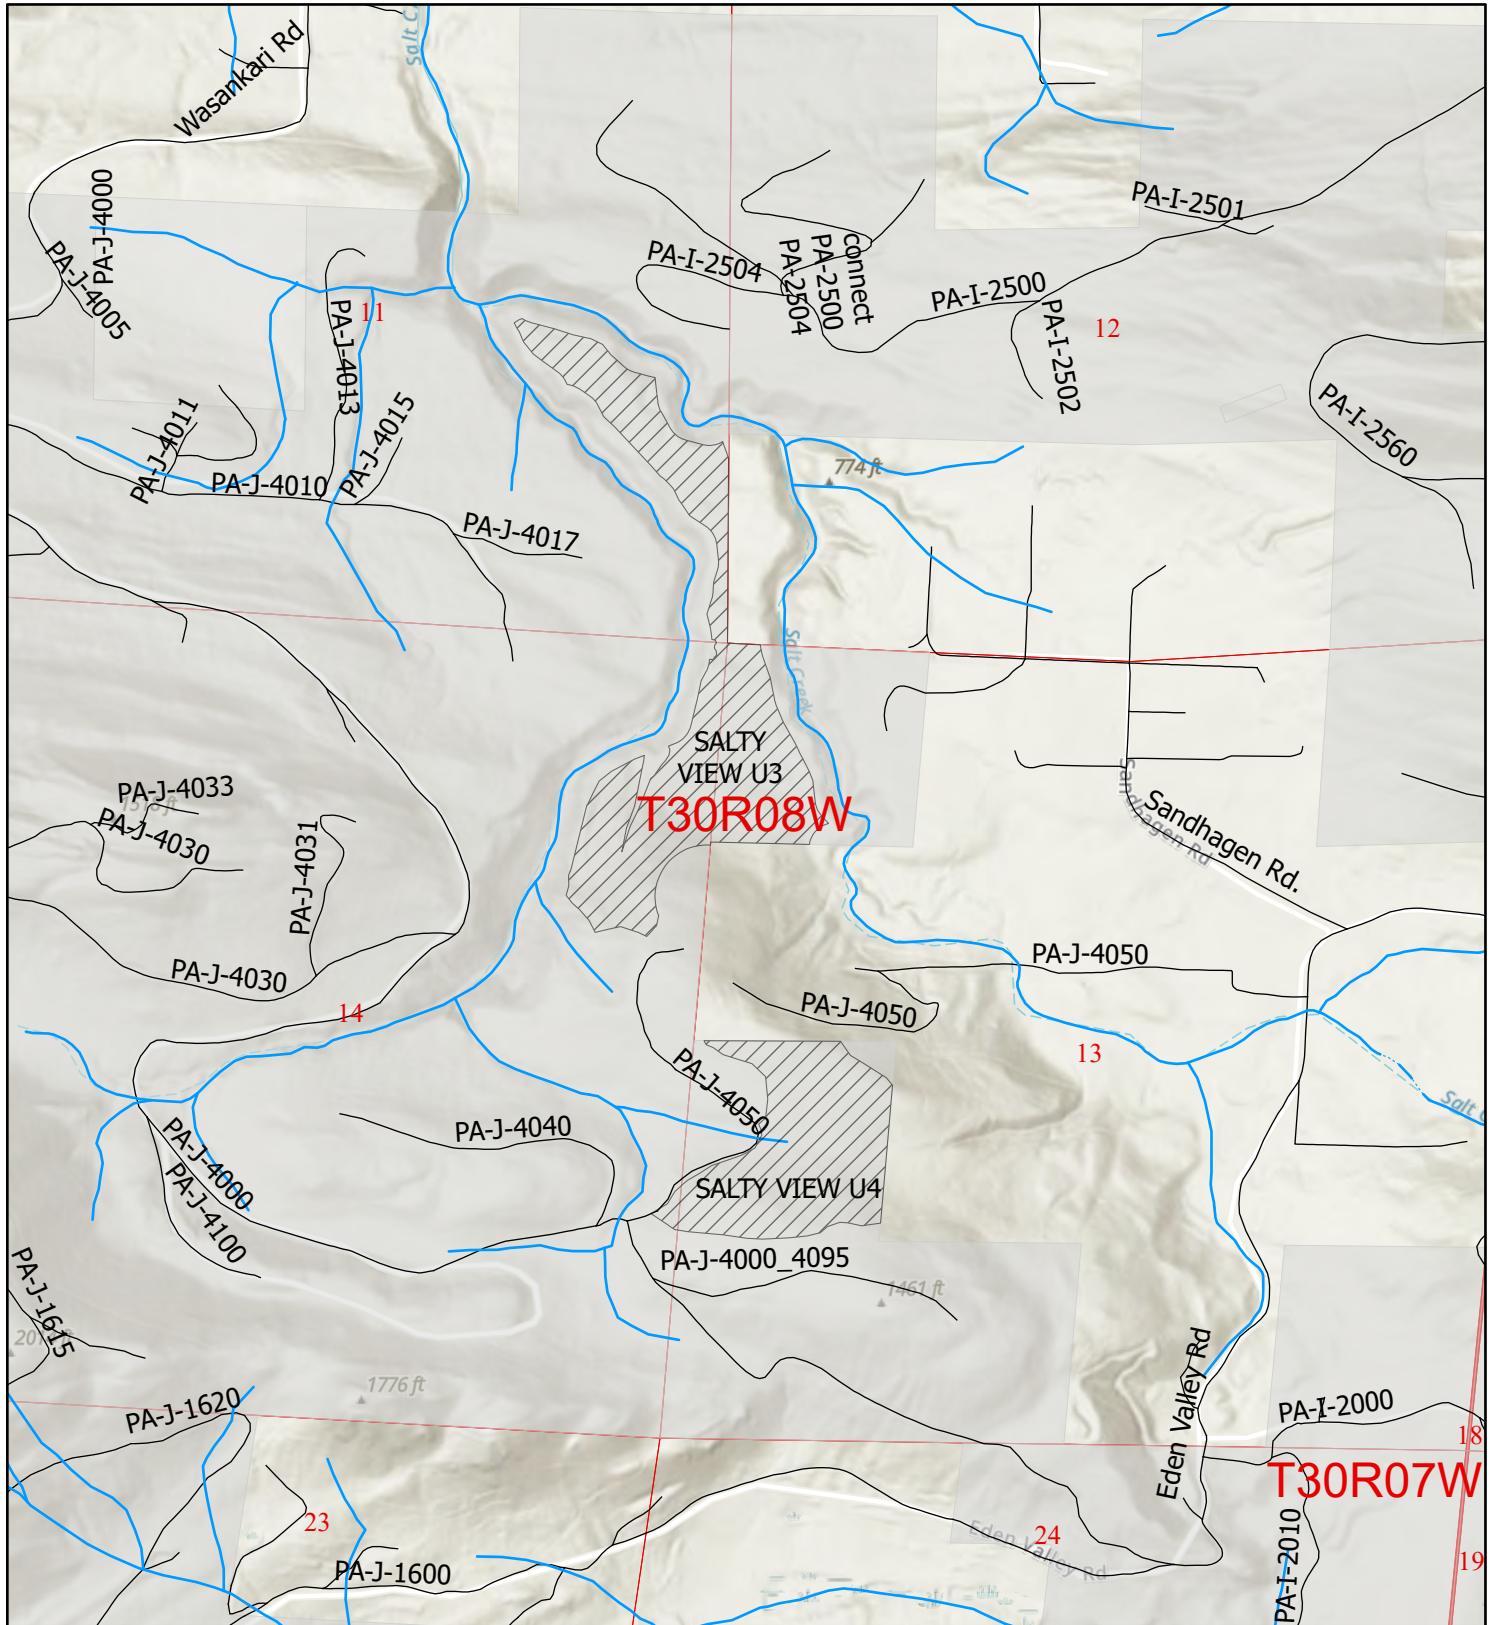 Salt C
Wasankari Rd
PA-J-4000
PA-J-4005
PA-I-2501
PA-I-2504
connect
PA-2500
PA-2504
PA-I-2500
PA-I-2502
12
11
PA-J-4013
PA-J-4011
PA-J-4015
PA-J-4010
PA-J-4017
PA-I-2560
774 ft
Salt Creek
SALTY
VIEW U3
T30R08W
PA-J-4033
PA-J-4030
PA-J-4031
PA-J-4030
Sandhagen Rd
Sandhagen Rd.
PA-J-4050
PA-J-4050
14
13
PA-J-4050
Salt C
PA-J-4040
PA-J-4000
PA-J-4100
SALTY VIEW U4
PA-J-4000_4095
1461 ft
PA-J-1615
1776 ft
PA-J-1620
Eden Valley Rd
PA-I-2000
18
T30R07W
23
24
Eden Valley Rd
PA-I-2010
19
PA-J-1600